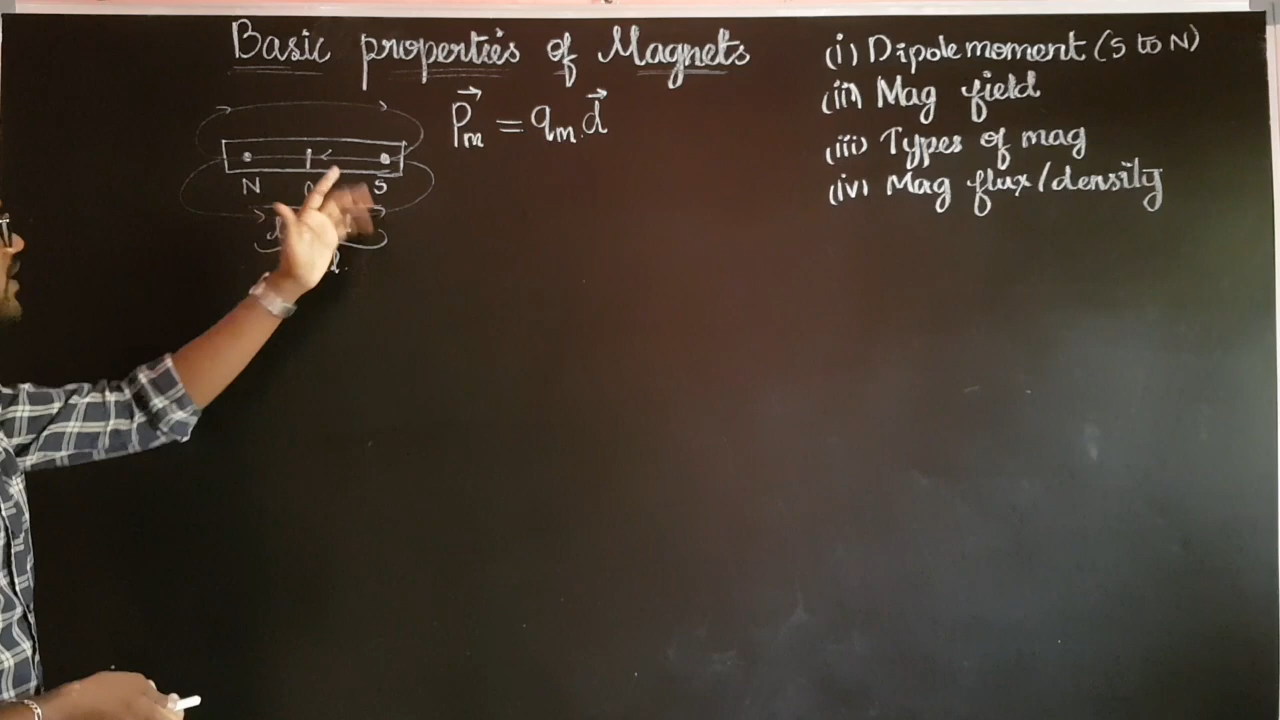 Basic properties of Magnets
p⃗m = qm.d⃗
N S
d
(i) Dipole moment (S to N)
(ii) Mag field
(iii) Types of mag
(iv) Mag flux/density